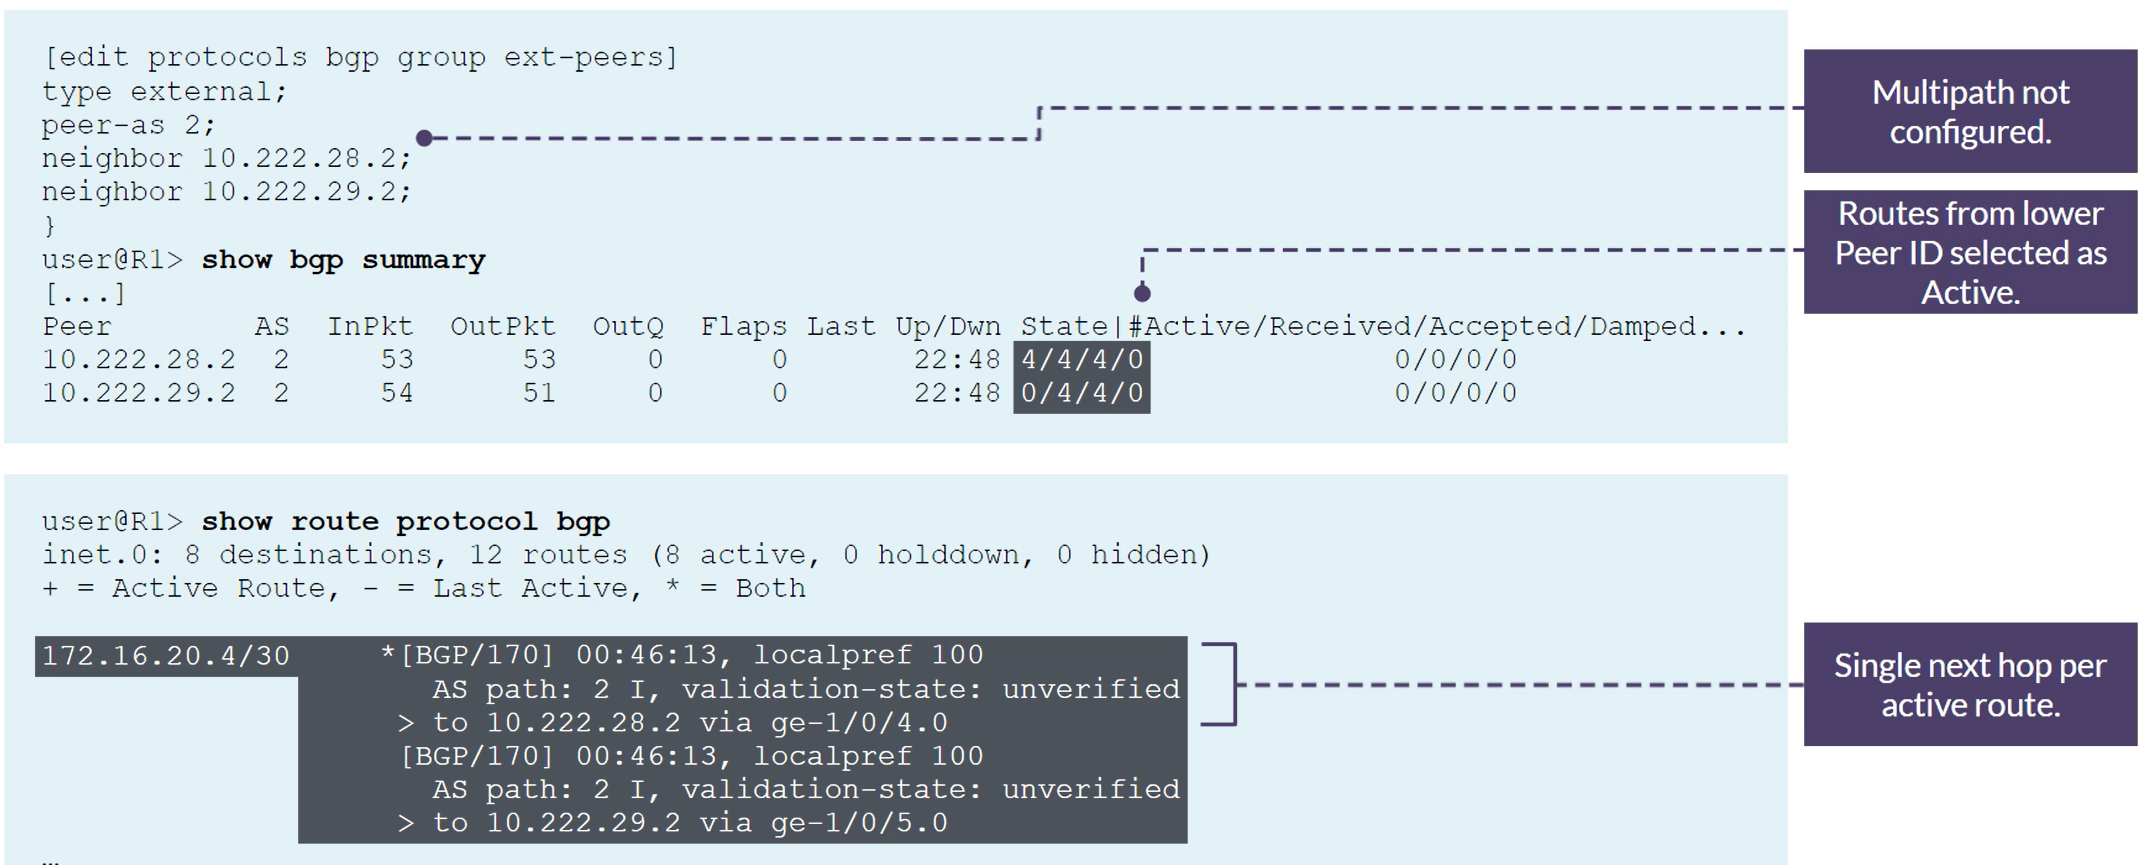 [edit protocols bgp group ext-peers]
type external;
peer-as 2;
neighbor 10.222.28.2;
neighbor 10.222.29.2;
}
user@R1> show bgp summary
[...]
Peer AS InPkt OutPkt OutQ Flaps Last Up/Dwn State|#Active/Received/Accepted/Damped...
10.222.28.2 2 53 53 0 0 22:48 4/4/4/0 0/0/0/0
10.222.29.2 2 54 51 0 0 22:48 0/4/4/0 0/0/0/0
Multipath not
configured.
Routes from lower
Peer ID selected as
Active.
user@R1> show route protocol bgp
inet.0: 8 destinations, 12 routes (8 active, 0 holddown, 0 hidden)
+ = Active Route, - = Last Active, * = Both
172.16.20.4/30 *[BGP/170] 00:46:13, localpref 100
AS path: 2 I, validation-state: unverified
> to 10.222.28.2 via ge-1/0/4.0
[BGP/170] 00:46:13, localpref 100
AS path: 2 I, validation-state: unverified
> to 10.222.29.2 via ge-1/0/5.0
…
Single next hop per
active route.